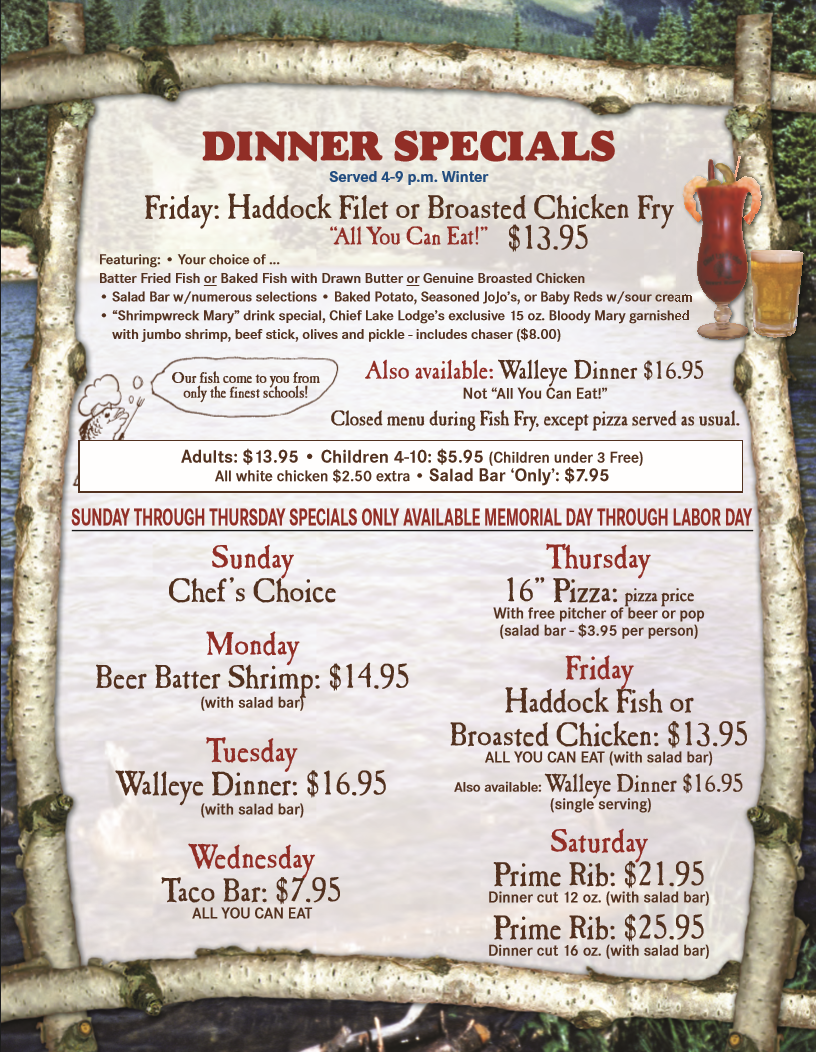 DINNER SPECIALS
Served 4-9 p.m. Winter
Friday: Haddock Filet or Broasted Chicken Fry
“All You Can Eat!” $13.95
Featuring: • Your choice of ...
Batter Fried Fish or Baked Fish with Drawn Butter or Genuine Broasted Chicken
• Salad Bar w/numerous selections • Baked Potato, Seasoned JoJo’s, or Baby Reds w/sour cream
• “Shrimpwreck Mary” drink special, Chief Lake Lodge’s exclusive 15 oz. Bloody Mary garnished
with jumbo shrimp, beef stick, olives and pickle - includes chaser ($8.00)
Our fish come to you from
only the finest schools!
Also available: Walleye Dinner $16.95
Not “All You Can Eat!”
Closed menu during Fish Fry, except pizza served as usual.
Adults: $13.95 • Children 4-10: $5.95 (Children under 3 Free)
All white chicken $2.50 extra • Salad Bar ‘Only’: $7.95
SUNDAY THROUGH THURSDAY SPECIALS ONLY AVAILABLE MEMORIAL DAY THROUGH LABOR DAY
Sunday
Chef’s Choice
Monday
Beer Batter Shrimp: $14.95
(with salad bar)
Tuesday
Walleye Dinner: $16.95
(with salad bar)
Wednesday
Taco Bar: $7.95
ALL YOU CAN EAT
Thursday
16” Pizza: pizza price
With free pitcher of beer or pop
(salad bar - $3.95 per person)
Friday
Haddock Fish or
Broasted Chicken: $13.95
ALL YOU CAN EAT (with salad bar)
Also available: Walleye Dinner $16.95
(single serving)
Saturday
Prime Rib: $21.95
Dinner cut 12 oz. (with salad bar)
Prime Rib: $25.95
Dinner cut 16 oz. (with salad bar)